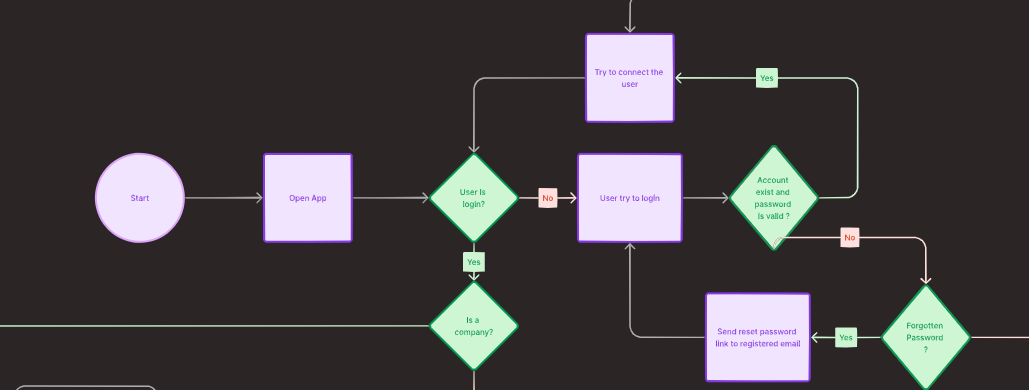 Try to connect the
user
Yes
Start
Open App
User Is
login?
No
User try to login
Account
exist and
password
is valid ?
No
Yes
Is a
company?
Send reset password
link to registered email
Yes
Forgotten
Password
?